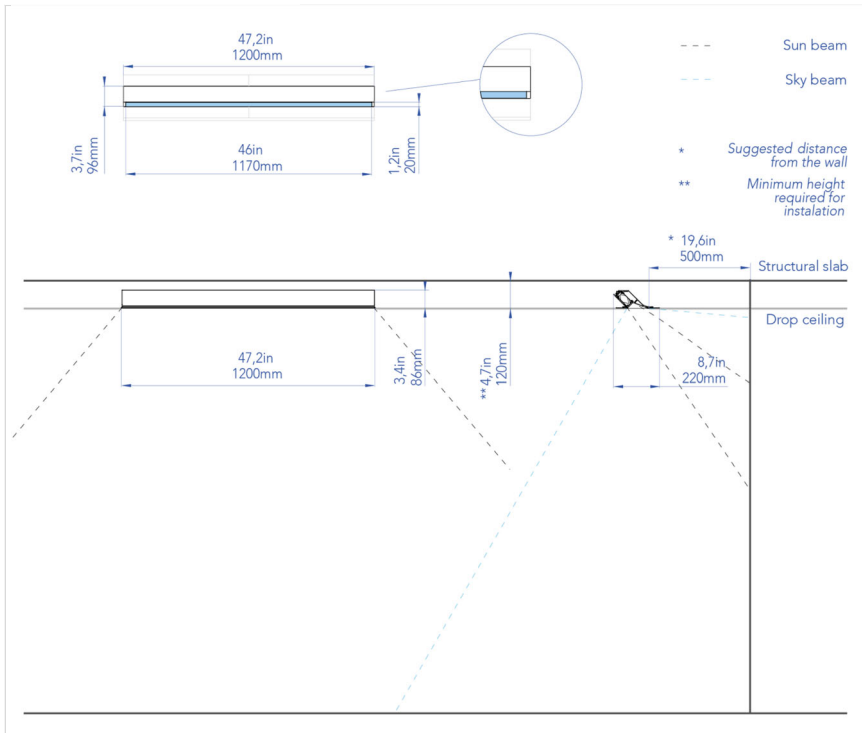 47,2in
1200mm
Sun beam
Sky beam
3,7in
96mm
46in
1170mm
1,2in
20mm
* Suggested distance
from the wall
** Minimum height
required for
instalation
* 19,6in
500mm
Structural slab
Drop ceiling
47,2in
1200mm
3,4in
86mm
**4,7in
120mm
8,7in
220mm